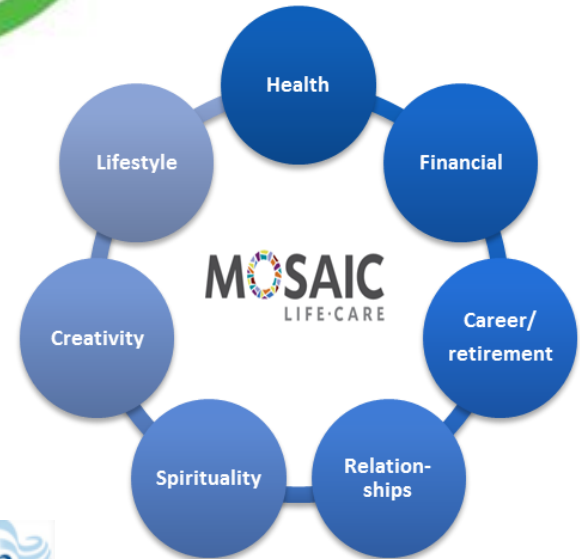 Health
Financial
Career/
retirement
Relation-
ships
Spirituality
Creativity
Lifestyle
MOSAIC
LIFE·CARE